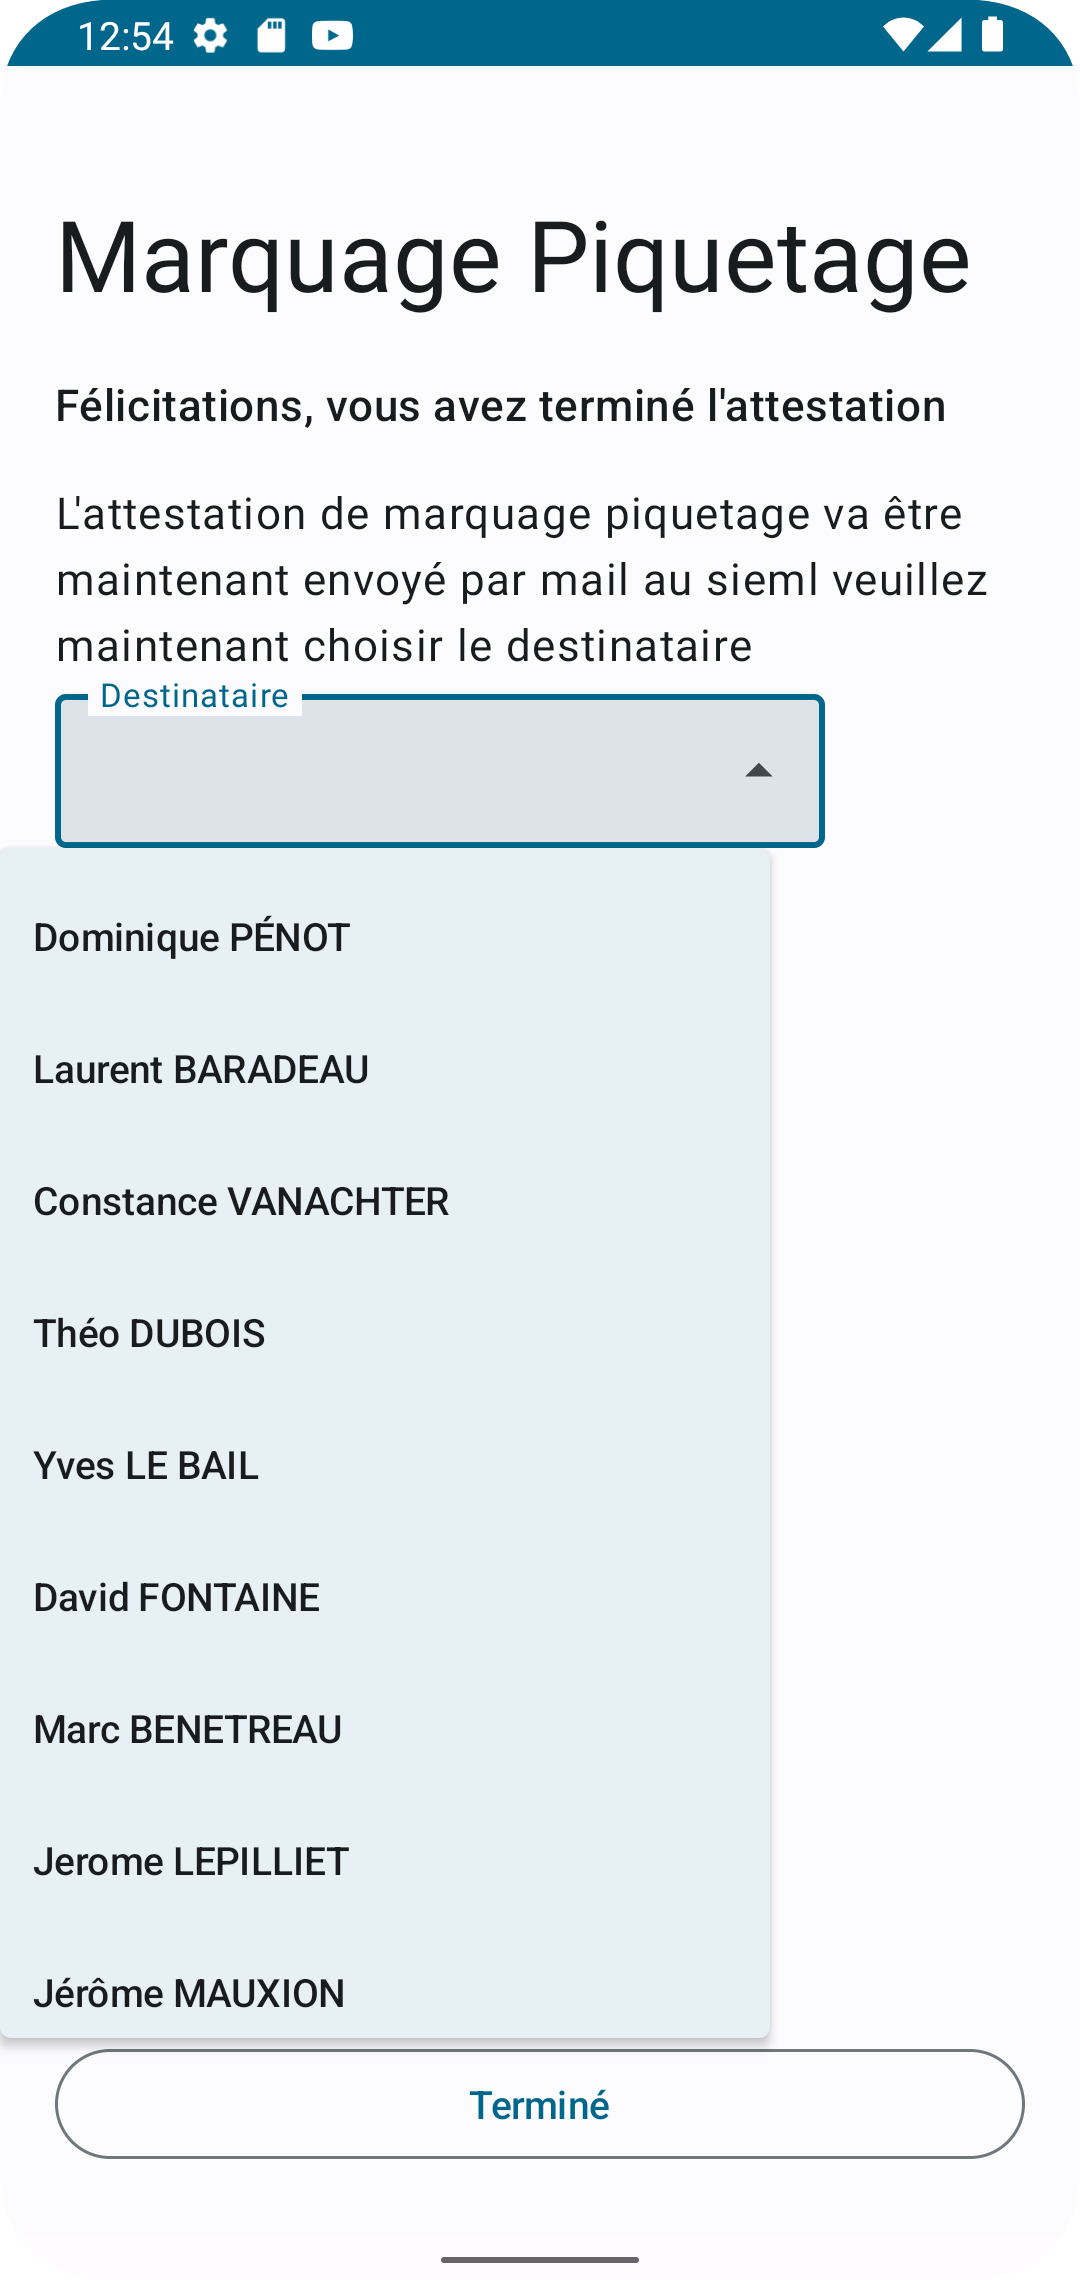 12:54
Marquage Piquetage
Félicitations, vous avez terminé l'attestation
L'attestation de marquage piquetage va être
maintenant envoyé par mail au sieml veuillez
maintenant choisir le destinataire
Destinataire
Dominique PÉNOT
Laurent BARADEAU
Constance VANACHTER
Théo DUBOIS
Yves LE BAIL
David FONTAINE
Marc BENETREAU
Jerome LEPILLIET
Jérôme MAUXION
Terminé